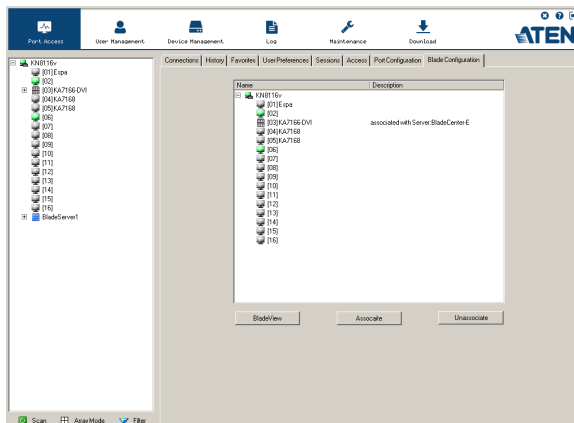 Port Access
User Management
Device Management
Log
Maintenance
Download
ATEN
KN8116v
[01] Espa
[02]
[03] KA7166-DVI
[04] KA7168
[05] KA7168
[06]
[07]
[08]
[09]
[10]
[11]
[12]
[13]
[14]
[15]
[16]
BladeServer1
Scan
Array Mode
Filter
Connections
History
Favorites
User Preferences
Sessions
Access
Port Configuration
Blade Configuration
Name
Description
KN8116v
[01] Espa
[02]
[03] KA7166-DVI
associated with Server:BladeCenter-E
[04] KA7168
[05] KA7168
[06]
[07]
[08]
[09]
[10]
[11]
[12]
[13]
[14]
[15]
[16]
BladeView
Assocaite
Unassociate